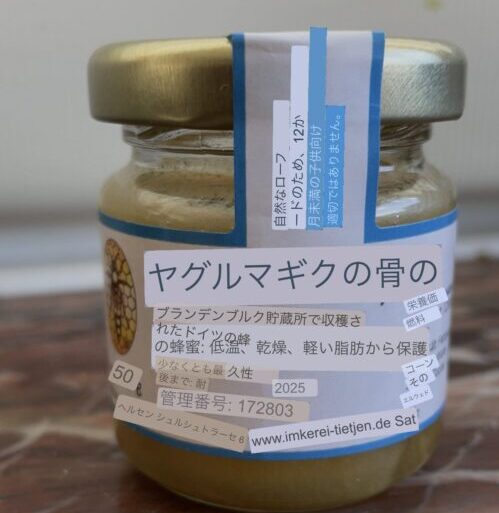 自然なローフ
ードのため、12か
月未満の子供向け
適切ではありません。
ヤグルマギクの骨の
栄養価
燃料
ブランデンブルク貯蔵所で収穫さ
れたドイツの蜂
の蜂蜜: 低温、乾燥、軽い脂肪から保護
コーン
その
エルウェド
少なくとも最 久性
後まで: 耐
2025
50 g
管理番号: 172803
ヘルセン シュルシュトラーセ 6
www.imkerei-tietjen.de Sat